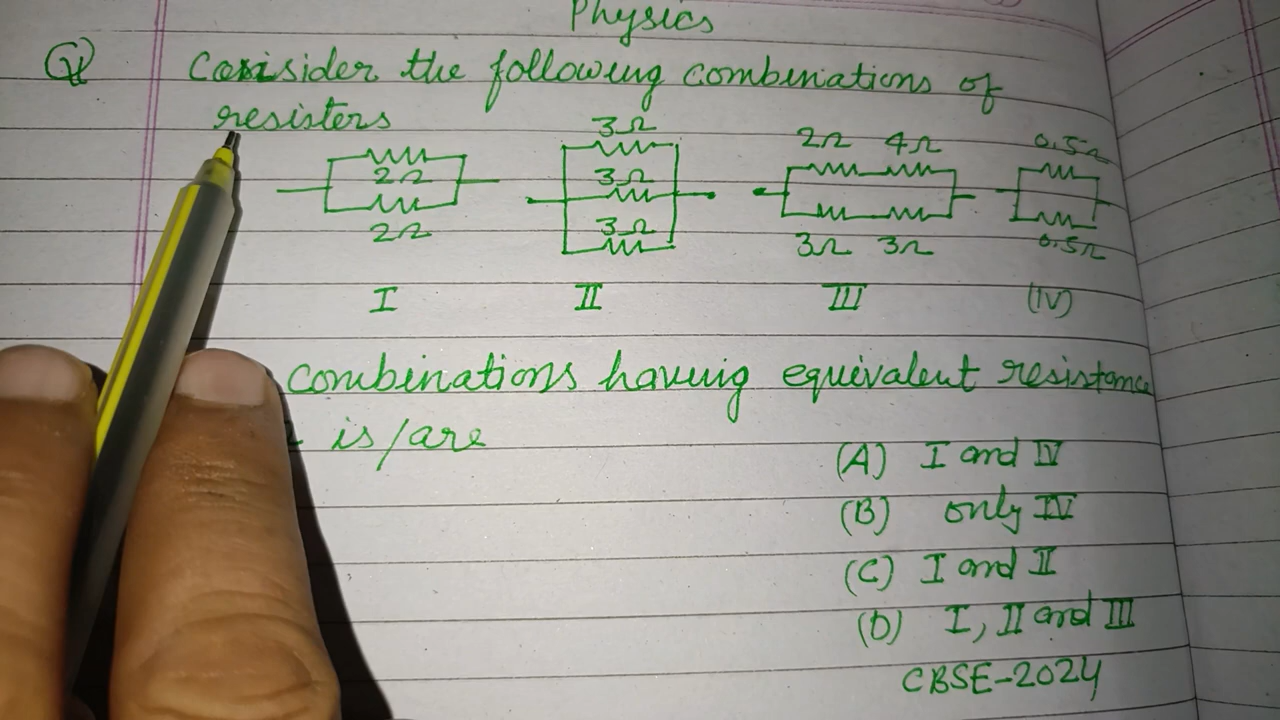 Physics
Q Consider the following combinations of
resisters
3Ω 2Ω 4Ω 0.5Ω
2Ω 3Ω
2Ω 3Ω 3Ω 3Ω 0.5Ω
I II III (IV)
combinations having equivalent resistance
is/are
(A) I and IV
(B) only IV
(C) I and II
(D) I, II and III
CBSE-2024